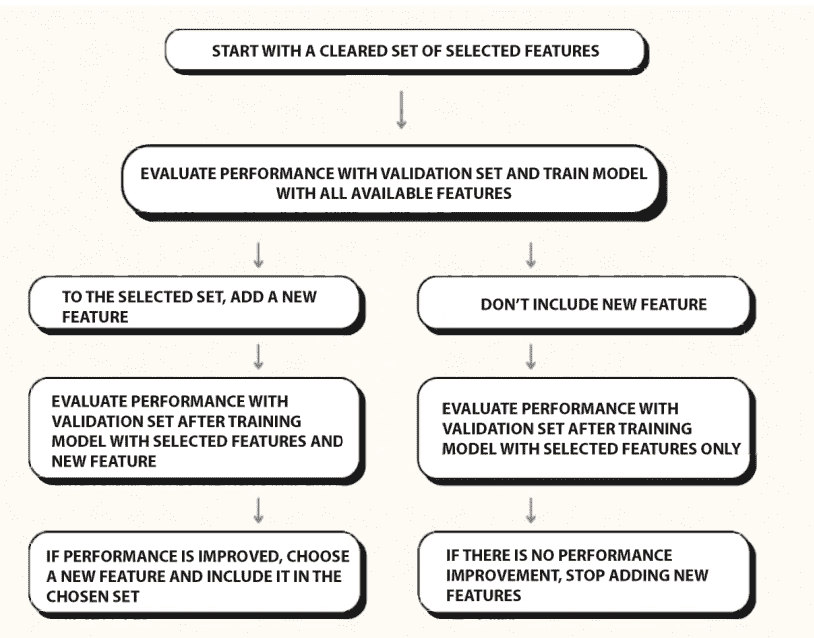 START WITH A CLEARED SET OF SELECTED FEATURES
EVALUATE PERFORMANCE WITH VALIDATION SET AND TRAIN MODEL
WITH ALL AVAILABLE FEATURES
TO THE SELECTED SET, ADD A NEW
FEATURE
DON'T INCLUDE NEW FEATURE
EVALUATE PERFORMANCE WITH
VALIDATION SET AFTER TRAINING
MODEL WITH SELECTED FEATURES AND
NEW FEATURE
EVALUATE PERFORMANCE WITH
VALIDATION SET AFTER TRAINING
MODEL WITH SELECTED FEATURES ONLY
IF PERFORMANCE IS IMPROVED, CHOOSE
A NEW FEATURE AND INCLUDE IT IN THE
CHOSEN SET
IF THERE IS NO PERFORMANCE
IMPROVEMENT, STOP ADDING NEW
FEATURES